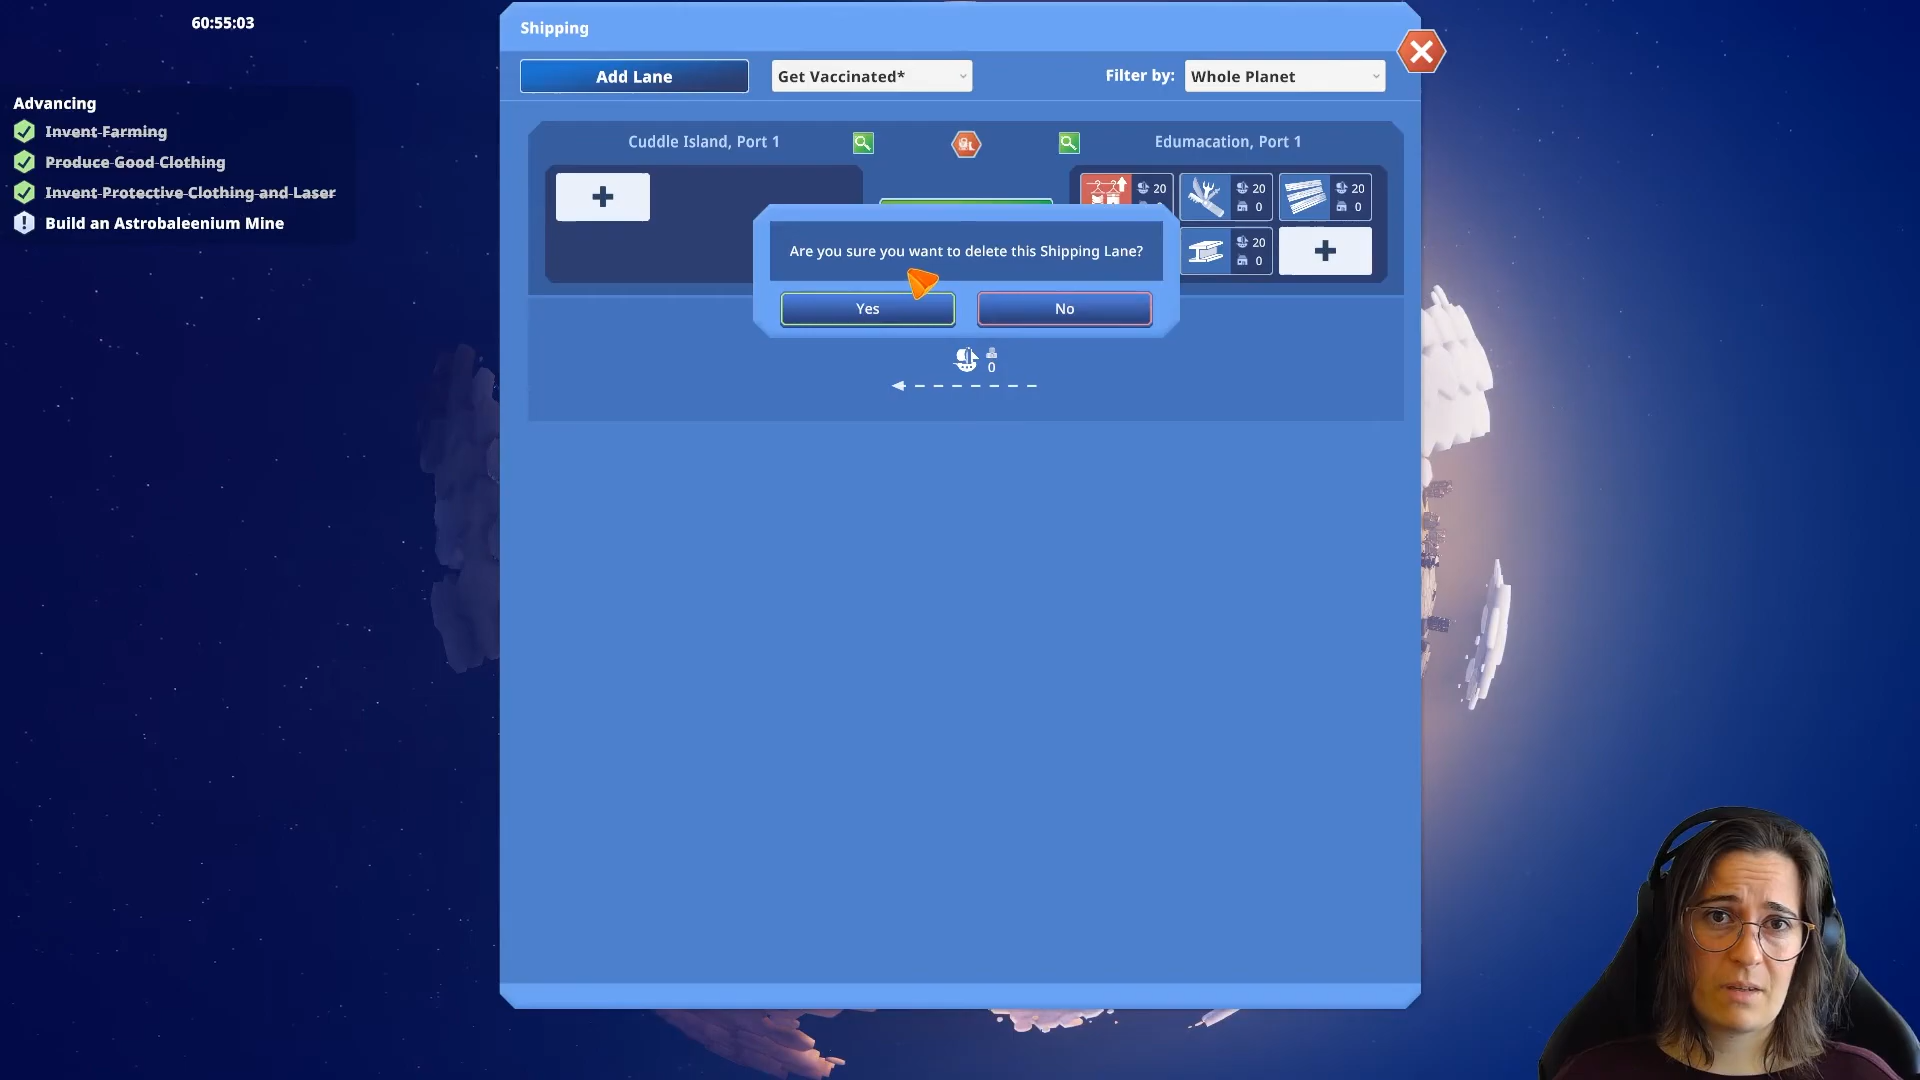 60:55:03
Shipping
Add Lane
Get Vaccinated*
Filter by:
Whole Planet
Advancing
Invent Farming
Produce Good Clothing
Invent Protective Clothing and Laser
Build an Astrobaleenium Mine
Cuddle Island, Port 1
Edumacation, Port 1
20
20
20
0
0
20
0
Are you sure you want to delete this Shipping Lane?
Yes
No
0